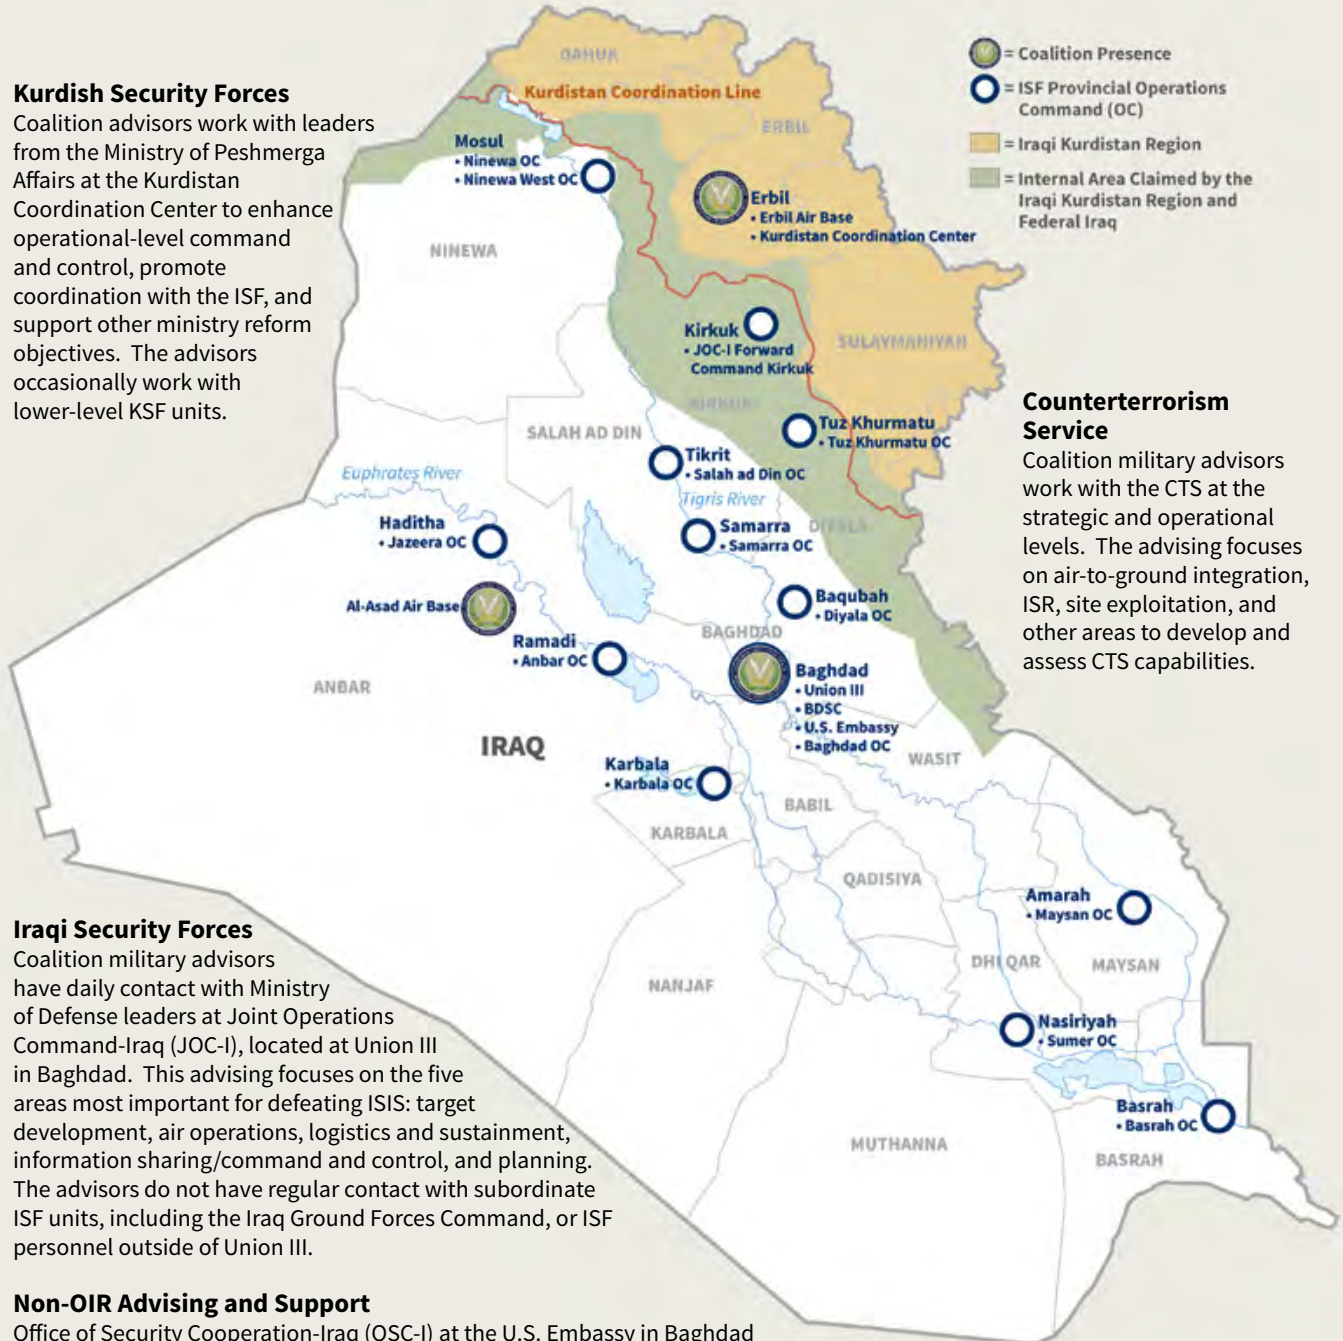 Kurdish Security Forces
Coalition advisors work with leaders
from the Ministry of Peshmerga
Affairs at the Kurdistan
Coordination Center to enhance
operational-level command
and control, promote
coordination with the ISF, and
support other ministry reform
objectives.  The advisors
occasionally work with
lower-level KSF units.
= Coalition Presence
= ISF Provincial Operations
Command (OC)
= Iraqi Kurdistan Region
= Internal Area Claimed by the
Iraqi Kurdistan Region and
Federal Iraq
DAHUK
Kurdistan Coordination Line
ERBIL
Mosul
• Ninewa OC
• Ninewa West OC
Erbil
• Erbil Air Base
• Kurdistan Coordination Center
NINEWA
Kirkuk
• JOC-I Forward
Command Kirkuk
SULAYMANIYAH
KIRKUK
Tuz Khurmatu
• Tuz Khurmatu OC
SALAH AD DIN
Tikrit
• Salah ad Din OC
Euphrates River
Tigris River
Haditha
• Jazeera OC
Samarra
• Samarra OC
DIYALA
Al-Asad Air Base
Baqubah
• Diyala OC
Ramadi
• Anbar OC
BAGHDAD
Baghdad
• Union III
• BDSC
• U.S. Embassy
• Baghdad OC
ANBAR
IRAQ
WASIT
Karbala
• Karbala OC
BABIL
KARBALA
QADISIYA
Amarah
• Maysan OC
DHI QAR
MAYSAN
NANJAF
Nasiriyah
• Sumer OC
Basrah
• Basrah OC
MUTHANNA
BASRAH
Counterterrorism
Service
Coalition military advisors
work with the CTS at the
strategic and operational
levels.  The advising focuses
on air-to-ground integration,
ISR, site exploitation, and
other areas to develop and
assess CTS capabilities.
Iraqi Security Forces
Coalition military advisors
have daily contact with Ministry
of Defense leaders at Joint Operations
Command-Iraq (JOC-I), located at Union III
in Baghdad.  This advising focuses on the five
areas most important for defeating ISIS: target
development, air operations, logistics and sustainment,
information sharing/command and control, and planning.
The advisors do not have regular contact with subordinate
ISF units, including the Iraq Ground Forces Command, or ISF
personnel outside of Union III.
Non-OIR Advising and Support
Office of Security Cooperation-Iraq (OSC-I) at the U.S. Embassy in Baghdad